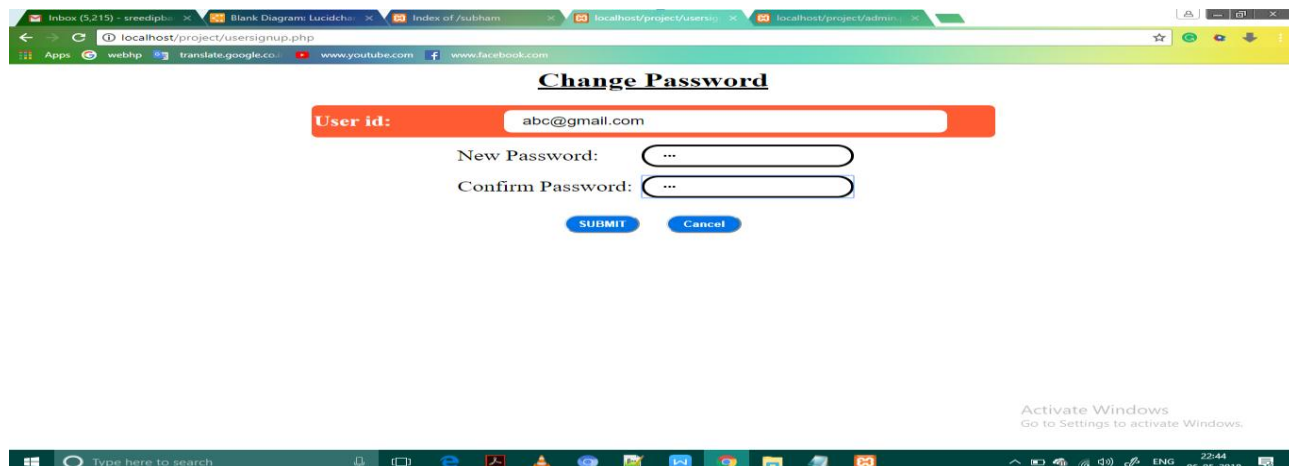 Inbox (5,215) - sreedipba
Blank Diagram: Lucidchar
Index of /subham
localhost/project/usersig
localhost/project/admin.
localhost/project/usersignup.php
Apps
webhp
translate.google.co.
www.youtube.com
www.facebook.com
Change Password
User id:
abc@gmail.com
New Password:
•••
Confirm Password:
•••
SUBMIT
Cancel
Activate Windows
Go to Settings to activate Windows.
Type here to search
ENG
22:44